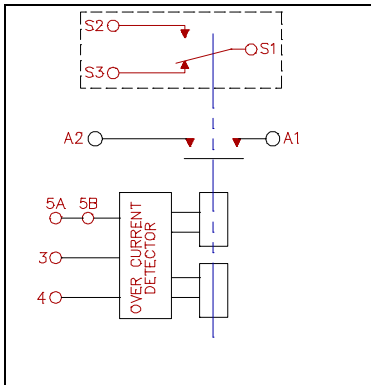 S2
S1
S3
A2
A1
5A 5B
3
4
OVER CURRENT
DETECTOR